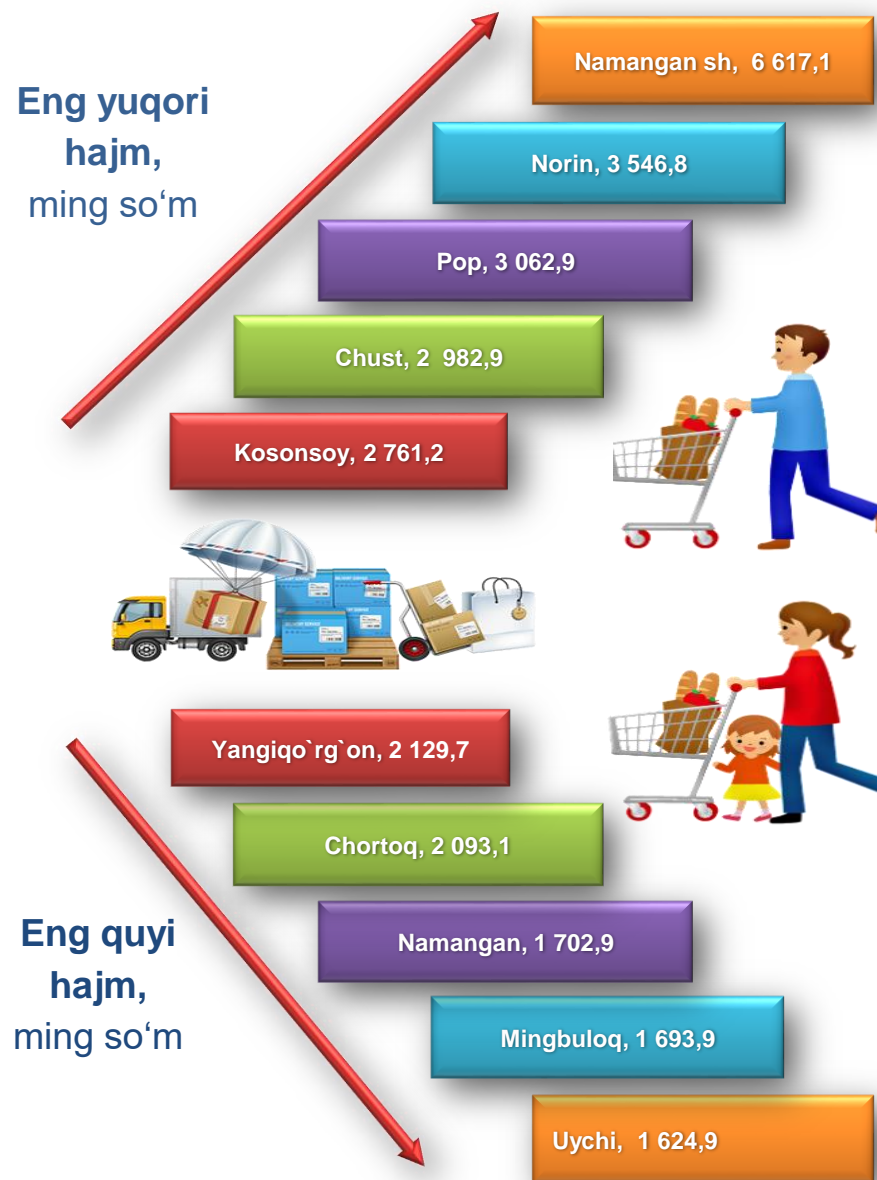 Eng yuqori
hajm,
ming so‘m
Namangan sh,  6 617,1
Norin, 3 546,8
Pop, 3 062,9
Chust, 2  982,9
Kosonsoy, 2 761,2
Yangiqo`rg`on, 2 129,7
Chortoq, 2 093,1
Namangan, 1 702,9
Mingbuloq, 1 693,9
Uychi,  1 624,9
Eng quyi
hajm,
ming so‘m